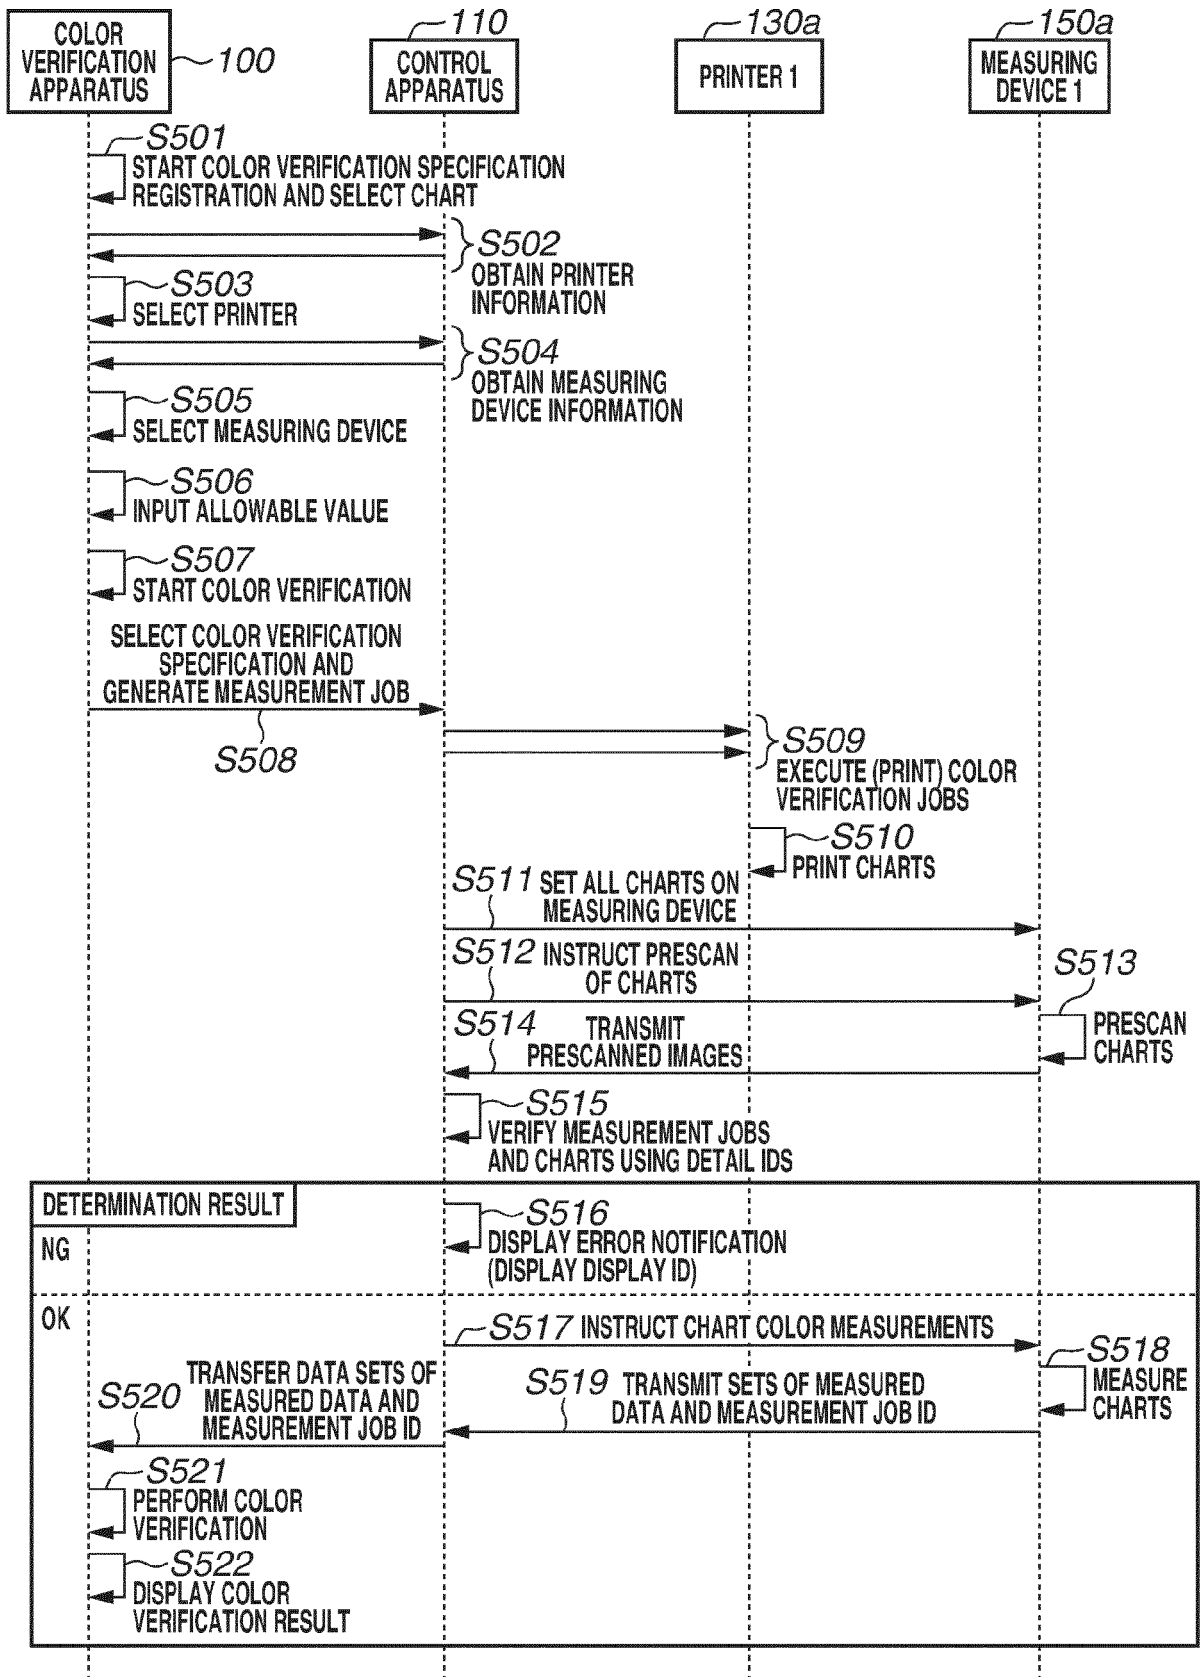 COLOR
VERIFICATION
APPARATUS
100
110
CONTROL
APPARATUS
130a
PRINTER 1
150a
MEASURING
DEVICE 1
S501
START COLOR VERIFICATION SPECIFICATION
REGISTRATION AND SELECT CHART
S502
OBTAIN PRINTER
INFORMATION
S503
SELECT PRINTER
S504
OBTAIN MEASURING
DEVICE INFORMATION
S505
SELECT MEASURING DEVICE
S506
INPUT ALLOWABLE VALUE
S507
START COLOR VERIFICATION
SELECT COLOR VERIFICATION
SPECIFICATION AND
GENERATE MEASUREMENT JOB
S508
S509
EXECUTE (PRINT) COLOR
VERIFICATION JOBS
S510
PRINT CHARTS
S511 SET ALL CHARTS ON
MEASURING DEVICE
S512 INSTRUCT PRESCAN
OF CHARTS
S513
PRESCAN
CHARTS
S514 TRANSMIT
PRESCANNED IMAGES
S515
VERIFY MEASUREMENT JOBS
AND CHARTS USING DETAIL IDS
DETERMINATION RESULT
NG
S516
DISPLAY ERROR NOTIFICATION
(DISPLAY DISPLAY ID)
OK
S517 INSTRUCT CHART COLOR MEASUREMENTS
S518
MEASURE
CHARTS
S519 TRANSMIT SETS OF MEASURED
DATA AND MEASUREMENT JOB ID
S520
TRANSFER DATA SETS OF
MEASURED DATA AND
MEASUREMENT JOB ID
S521
PERFORM COLOR
VERIFICATION
S522
DISPLAY COLOR
VERIFICATION RESULT